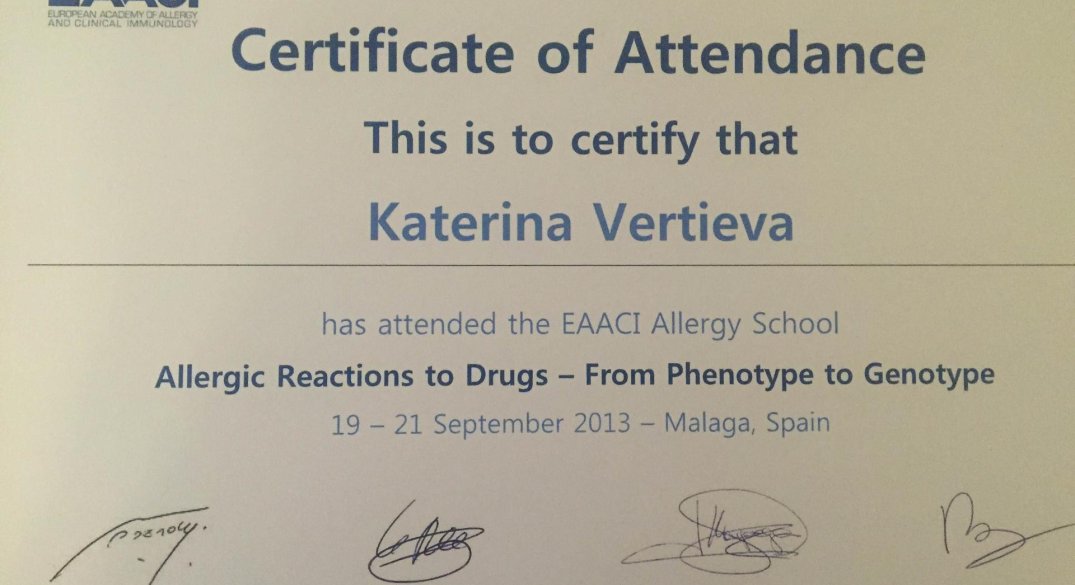 EAACI
EUROPEAN ACADEMY OF ALLERGY
AND CLINICAL IMMUNOLOGY
Certificate of Attendance
This is to certify that
Katerina Vertieva
has attended the EAACI Allergy School
Allergic Reactions to Drugs – From Phenotype to Genotype
19 – 21 September 2013 – Malaga, Spain